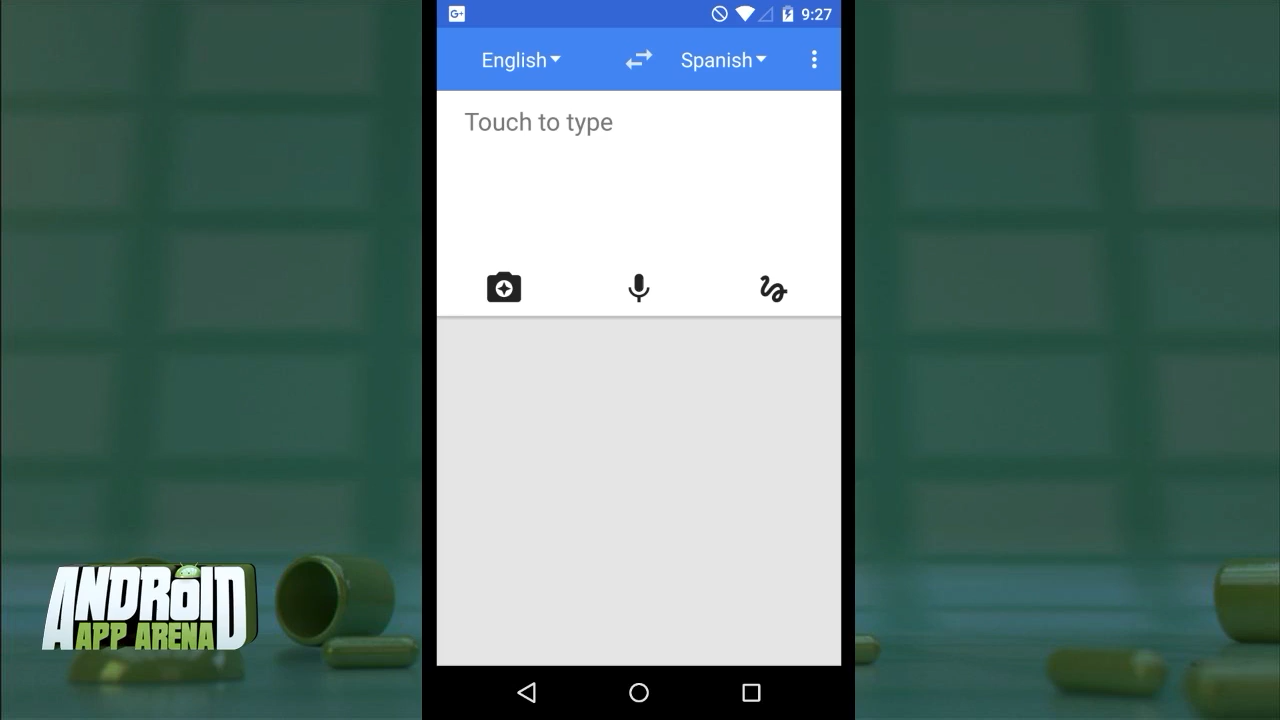 G+ 9:27
English Spanish
Touch to type
ANDROID
APP ARENA